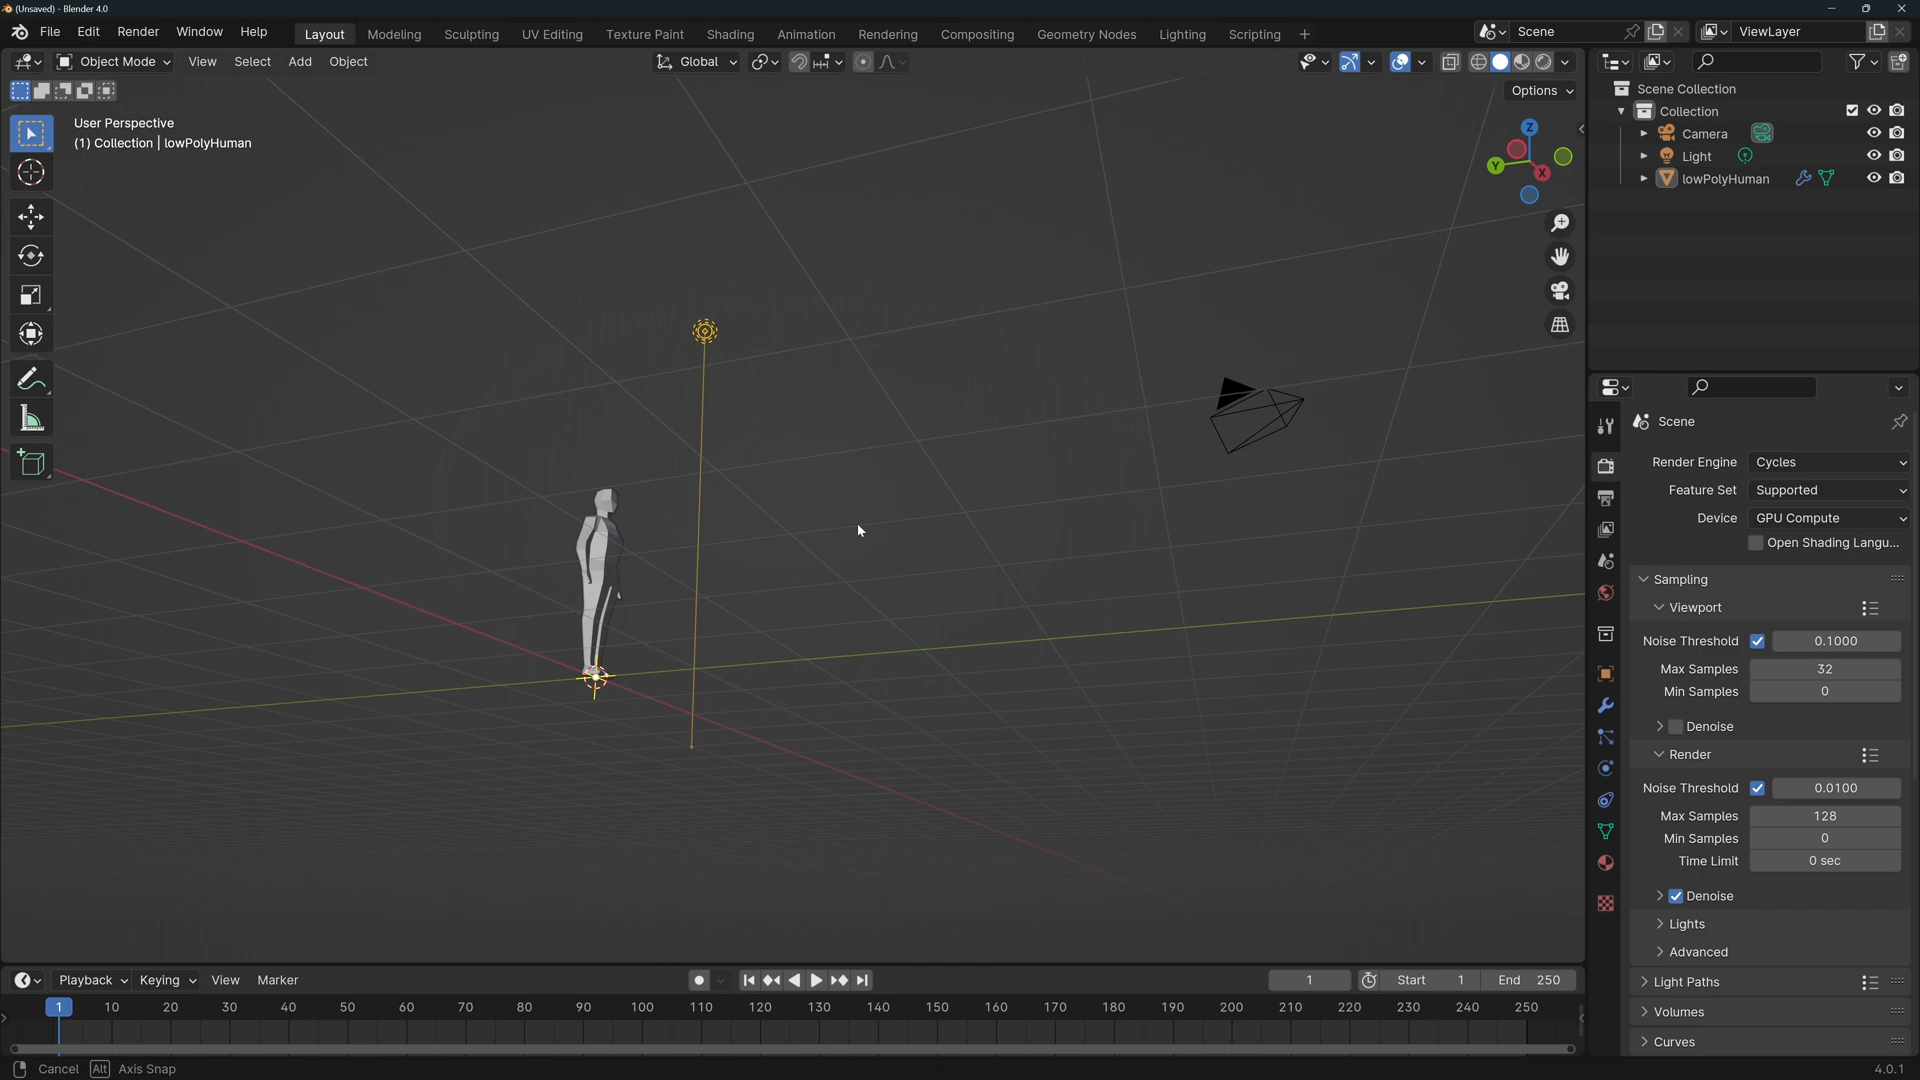 (Unsaved) - Blender 4.0
File Edit Render Window Help Layout Modeling Sculpting UV Editing Texture Paint Shading Animation Rendering Compositing Geometry Nodes Lighting Scripting + Scene ViewLayer
Object Mode View Select Add Object Global
Options
User Perspective
(1) Collection | lowPolyHuman
Z
Y
X
Scene Collection
Collection
Camera
Light
lowPolyHuman
Scene
Render Engine Cycles
Feature Set Supported
Device GPU Compute
Open Shading Langu...
Sampling
Viewport
Noise Threshold 0.1000
Max Samples 32
Min Samples 0
Denoise
Render
Noise Threshold 0.0100
Max Samples 128
Min Samples 0
Time Limit 0 sec
Denoise
Lights
Advanced
Light Paths
Volumes
Curves
Playback Keying View Marker 1 Start 1 End 250
1 10 20 30 40 50 60 70 80 90 100 110 120 130 140 150 160 170 180 190 200 210 220 230 240 250
Cancel Alt Axis Snap 4.0.1